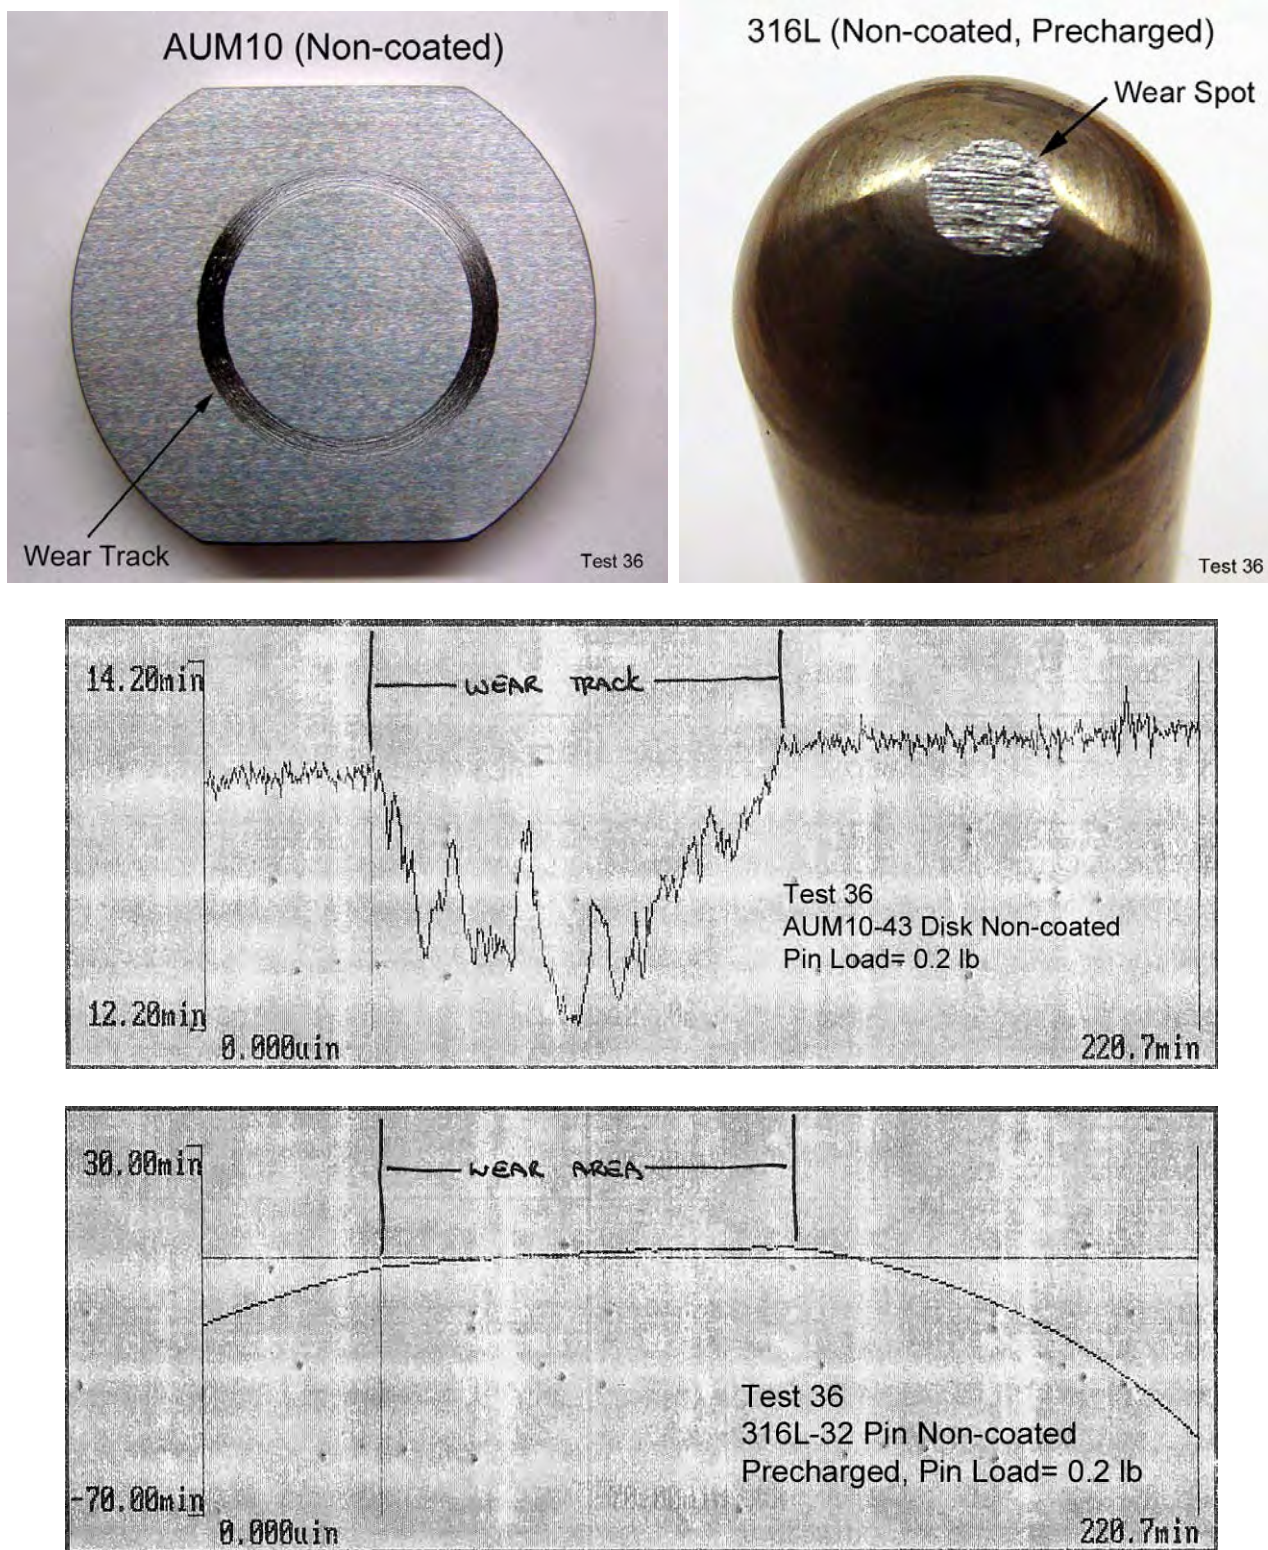 AUM10 (Non-coated)
Wear Track
Test 36
316L (Non-coated, Precharged)
Wear Spot
Test 36
14.20min
WEAR TRACK
Test 36
AUM10-43 Disk Non-coated
Pin Load= 0.2 lb
12.20min
0.000uin
220.7min
30.00min
WEAR AREA
Test 36
316L-32 Pin Non-coated
Precharged, Pin Load= 0.2 lb
-70.00min
0.000uin
220.7min